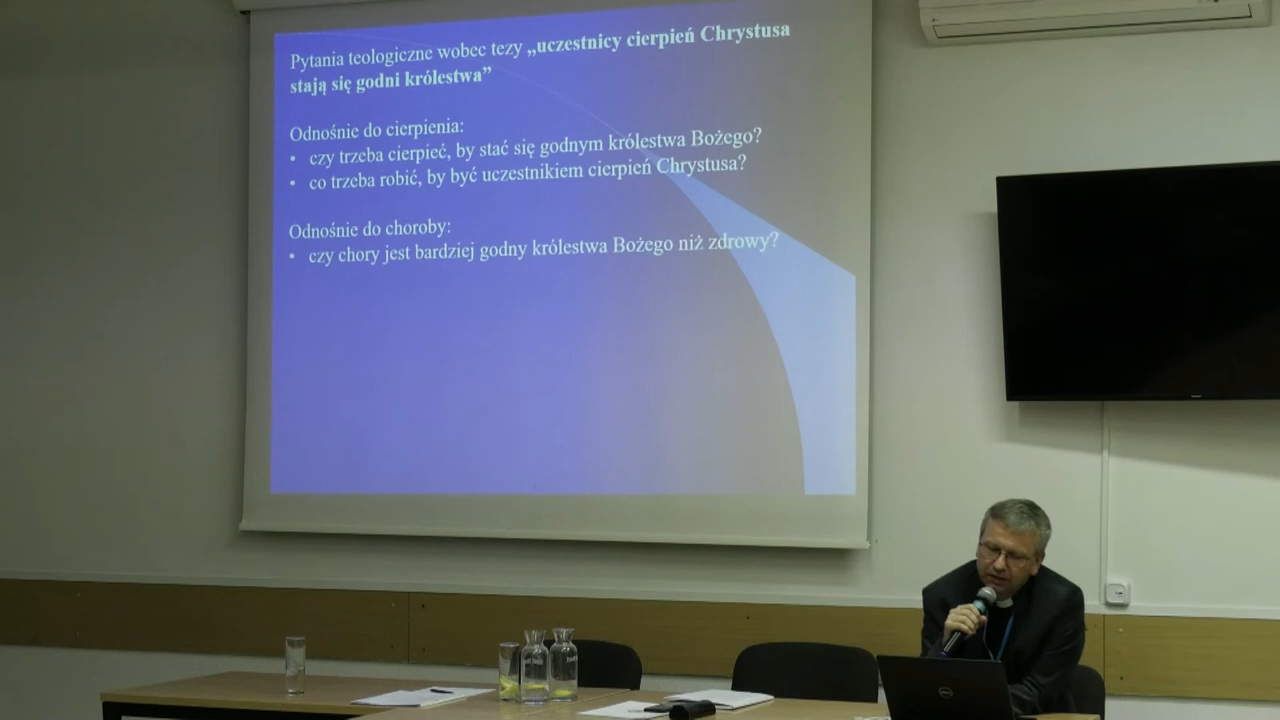 Pytania teologiczne wobec tezy „uczestnicy cierpień Chrystusa
stają się godni królestwa”
Odnośnie do cierpienia:
• czy trzeba cierpieć, by stać się godnym królestwa Bożego?
• co trzeba robić, by być uczestnikiem cierpień Chrystusa?
Odnośnie do choroby:
• czy chory jest bardziej godny królestwa Bożego niż zdrowy?